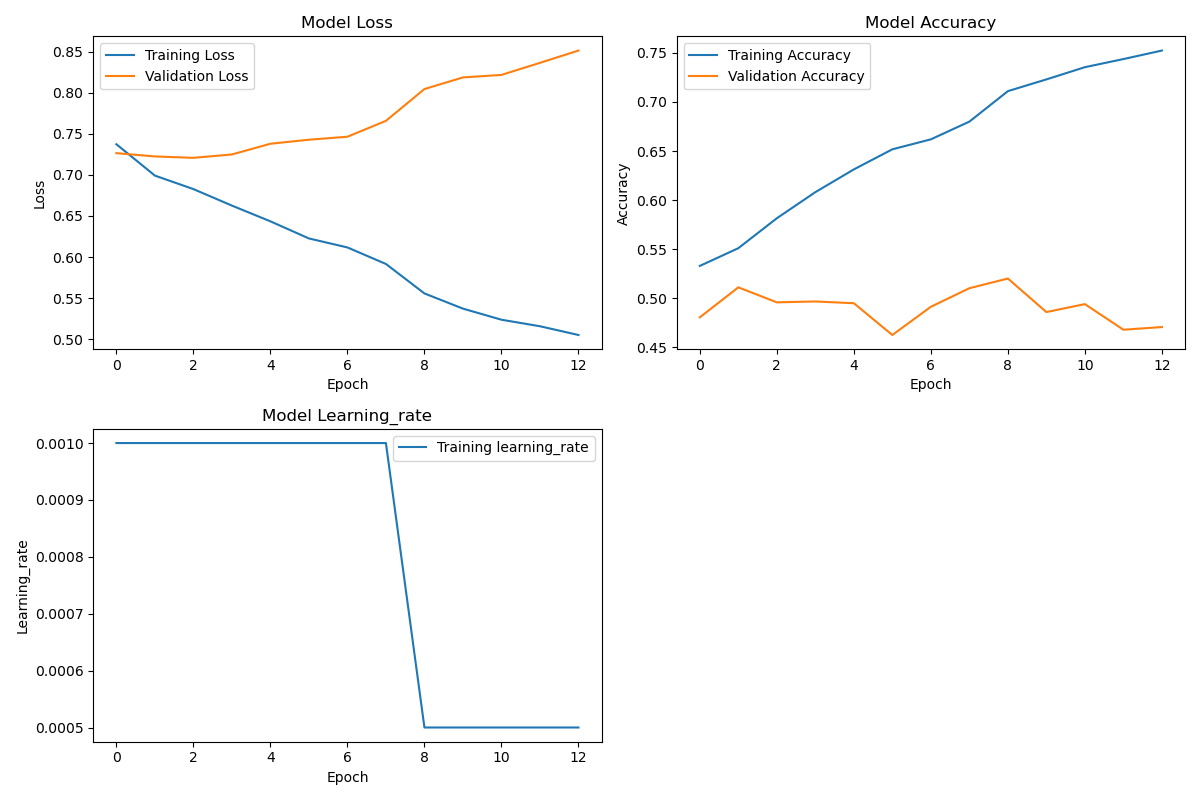 Model Loss
Training Loss
Validation Loss
0.85
0.80
0.75
0.70
0.65
0.60
0.55
0.50
Loss
0 2 4 6 8 10 12
Epoch
Model Accuracy
Training Accuracy
Validation Accuracy
0.75
0.70
0.65
0.60
0.55
0.50
0.45
Accuracy
0 2 4 6 8 10 12
Epoch
Model Learning_rate
Training learning_rate
0.0010
0.0009
0.0008
0.0007
0.0006
0.0005
Learning_rate
0 2 4 6 8 10 12
Epoch